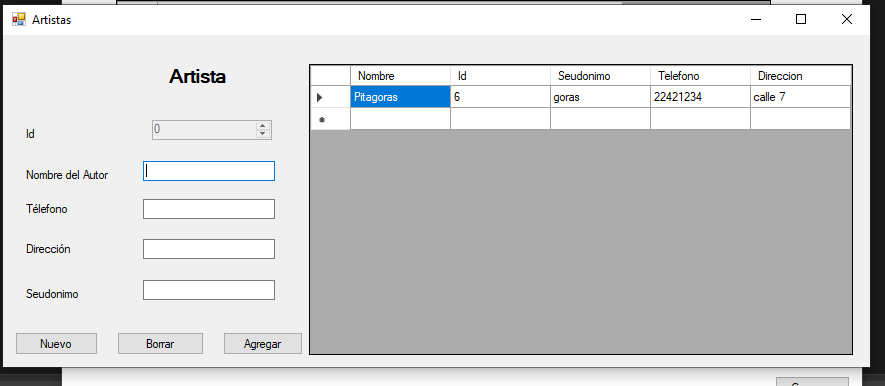 Artistas
Artista
Id
0
Nombre del Autor
Télefono
Dirección
Seudonimo
Nuevo Borrar Agregar
Nombre Id Seudonimo Telefono Direccion
Pitagoras 6 goras 22421234 calle 7